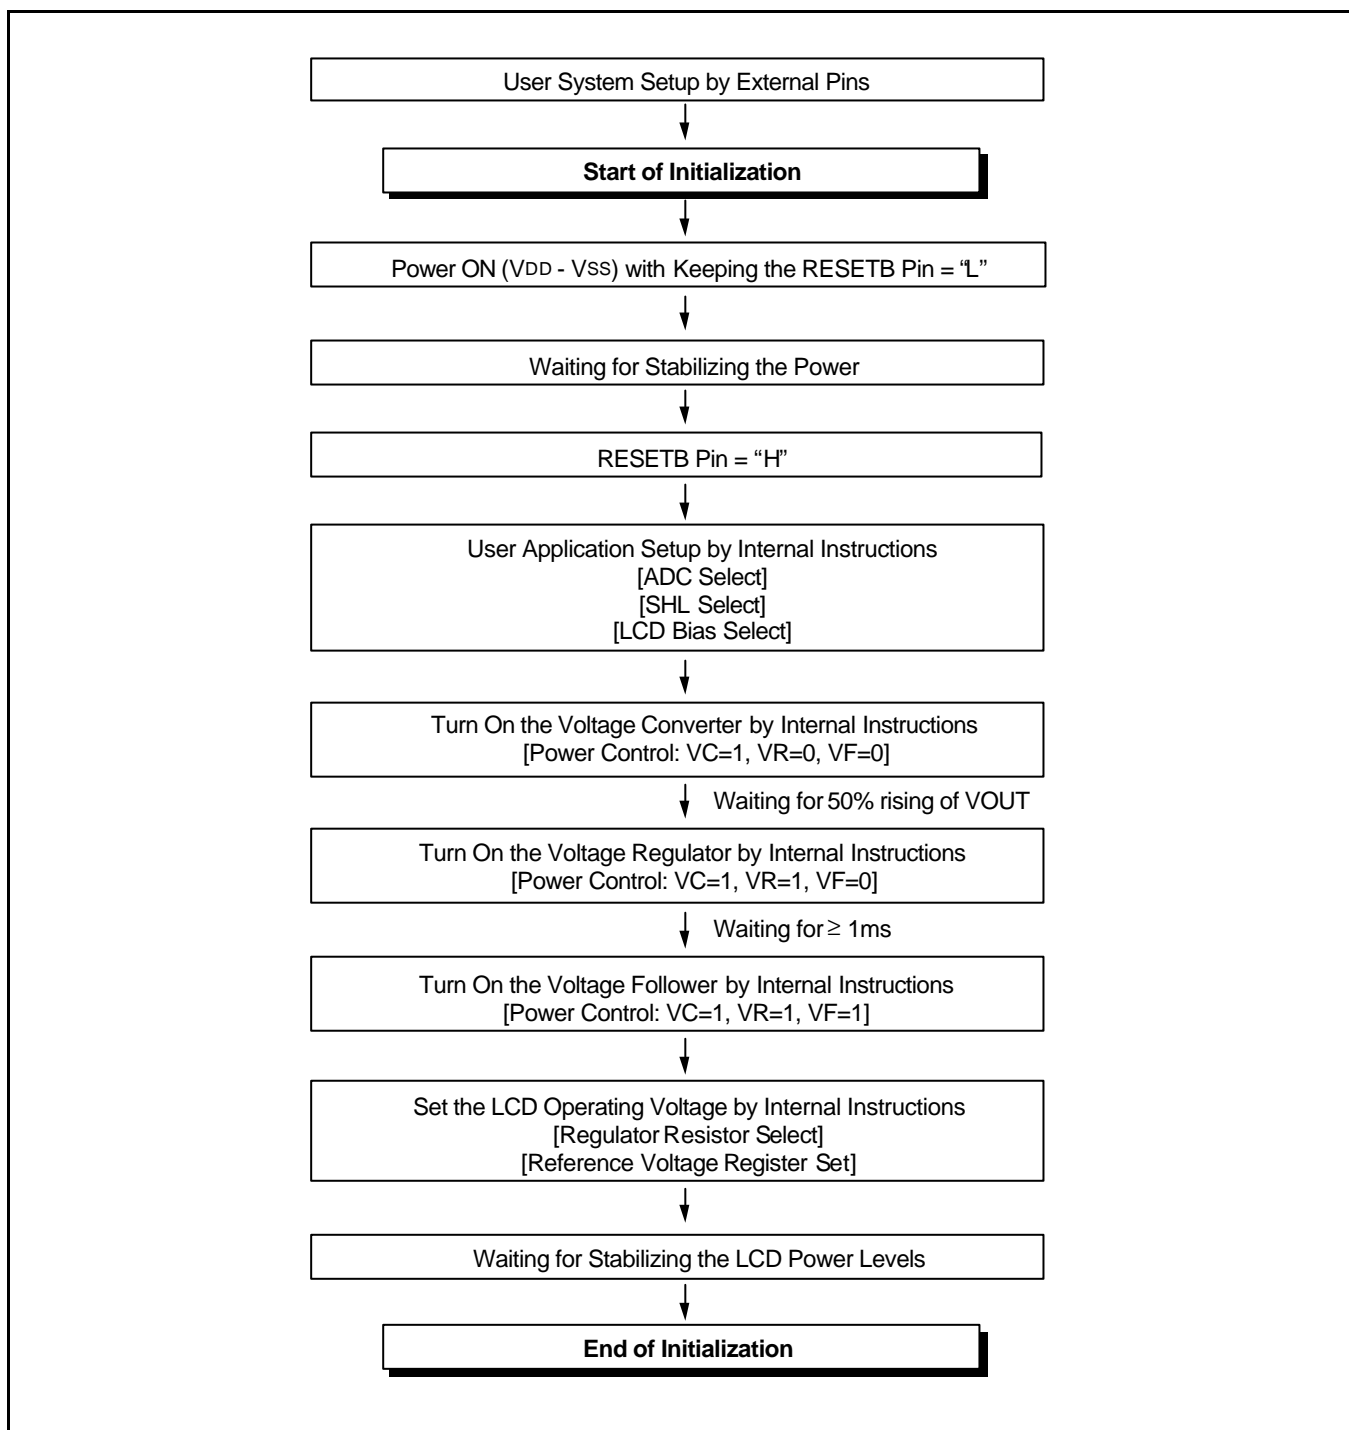 User System Setup by External Pins
Start of Initialization
Power ON (VDD - VSS) with Keeping the RESETB Pin = “L”
Waiting for Stabilizing the Power
RESETB Pin = “H”
User Application Setup by Internal Instructions
[ADC Select]
[SHL Select]
[LCD Bias Select]
Turn On the Voltage Converter by Internal Instructions
[Power Control: VC=1, VR=0, VF=0]
Waiting for 50% rising of VOUT
Turn On the Voltage Regulator by Internal Instructions
[Power Control: VC=1, VR=1, VF=0]
Waiting for ≥ 1ms
Turn On the Voltage Follower by Internal Instructions
[Power Control: VC=1, VR=1, VF=1]
Set the LCD Operating Voltage by Internal Instructions
[Regulator Resistor Select]
[Reference Voltage Register Set]
Waiting for Stabilizing the LCD Power Levels
End of Initialization